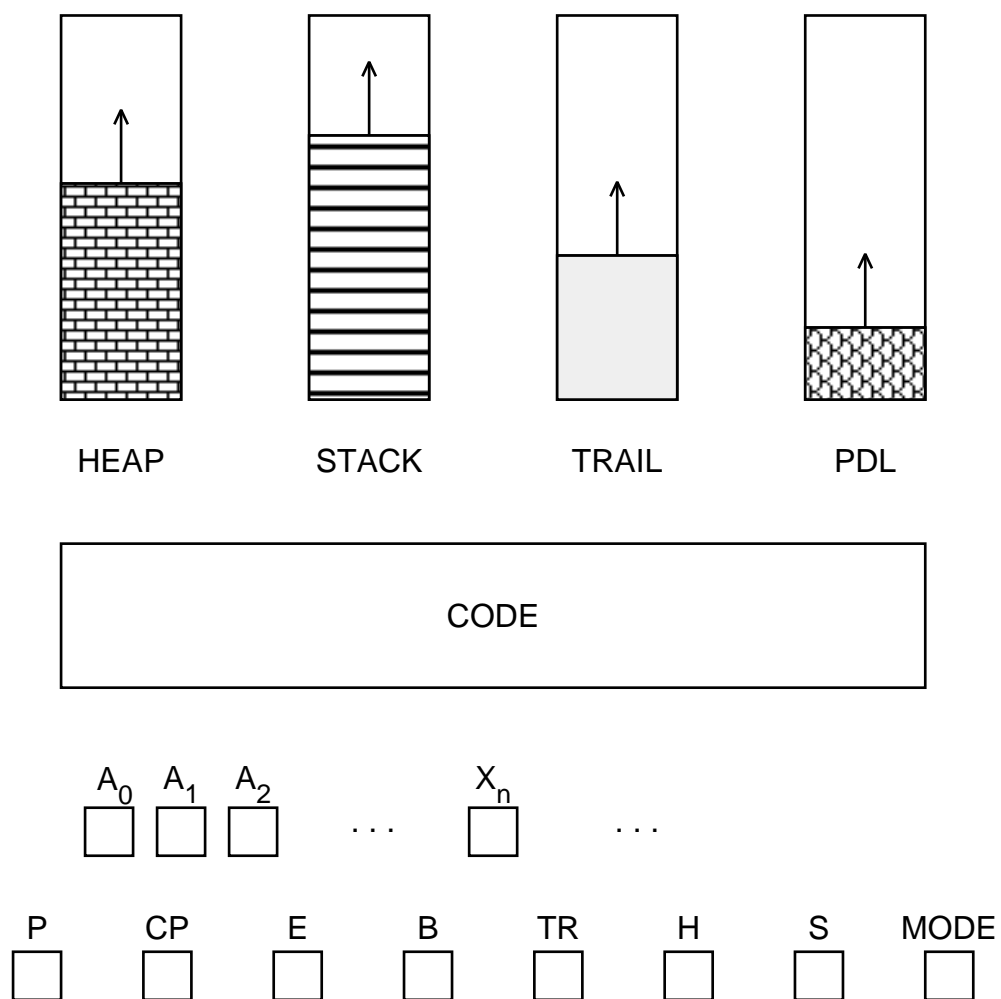 HEAP STACK TRAIL PDL
CODE
A0 A1 A2 . . . Xn . . .
P CP E B TR H S MODE